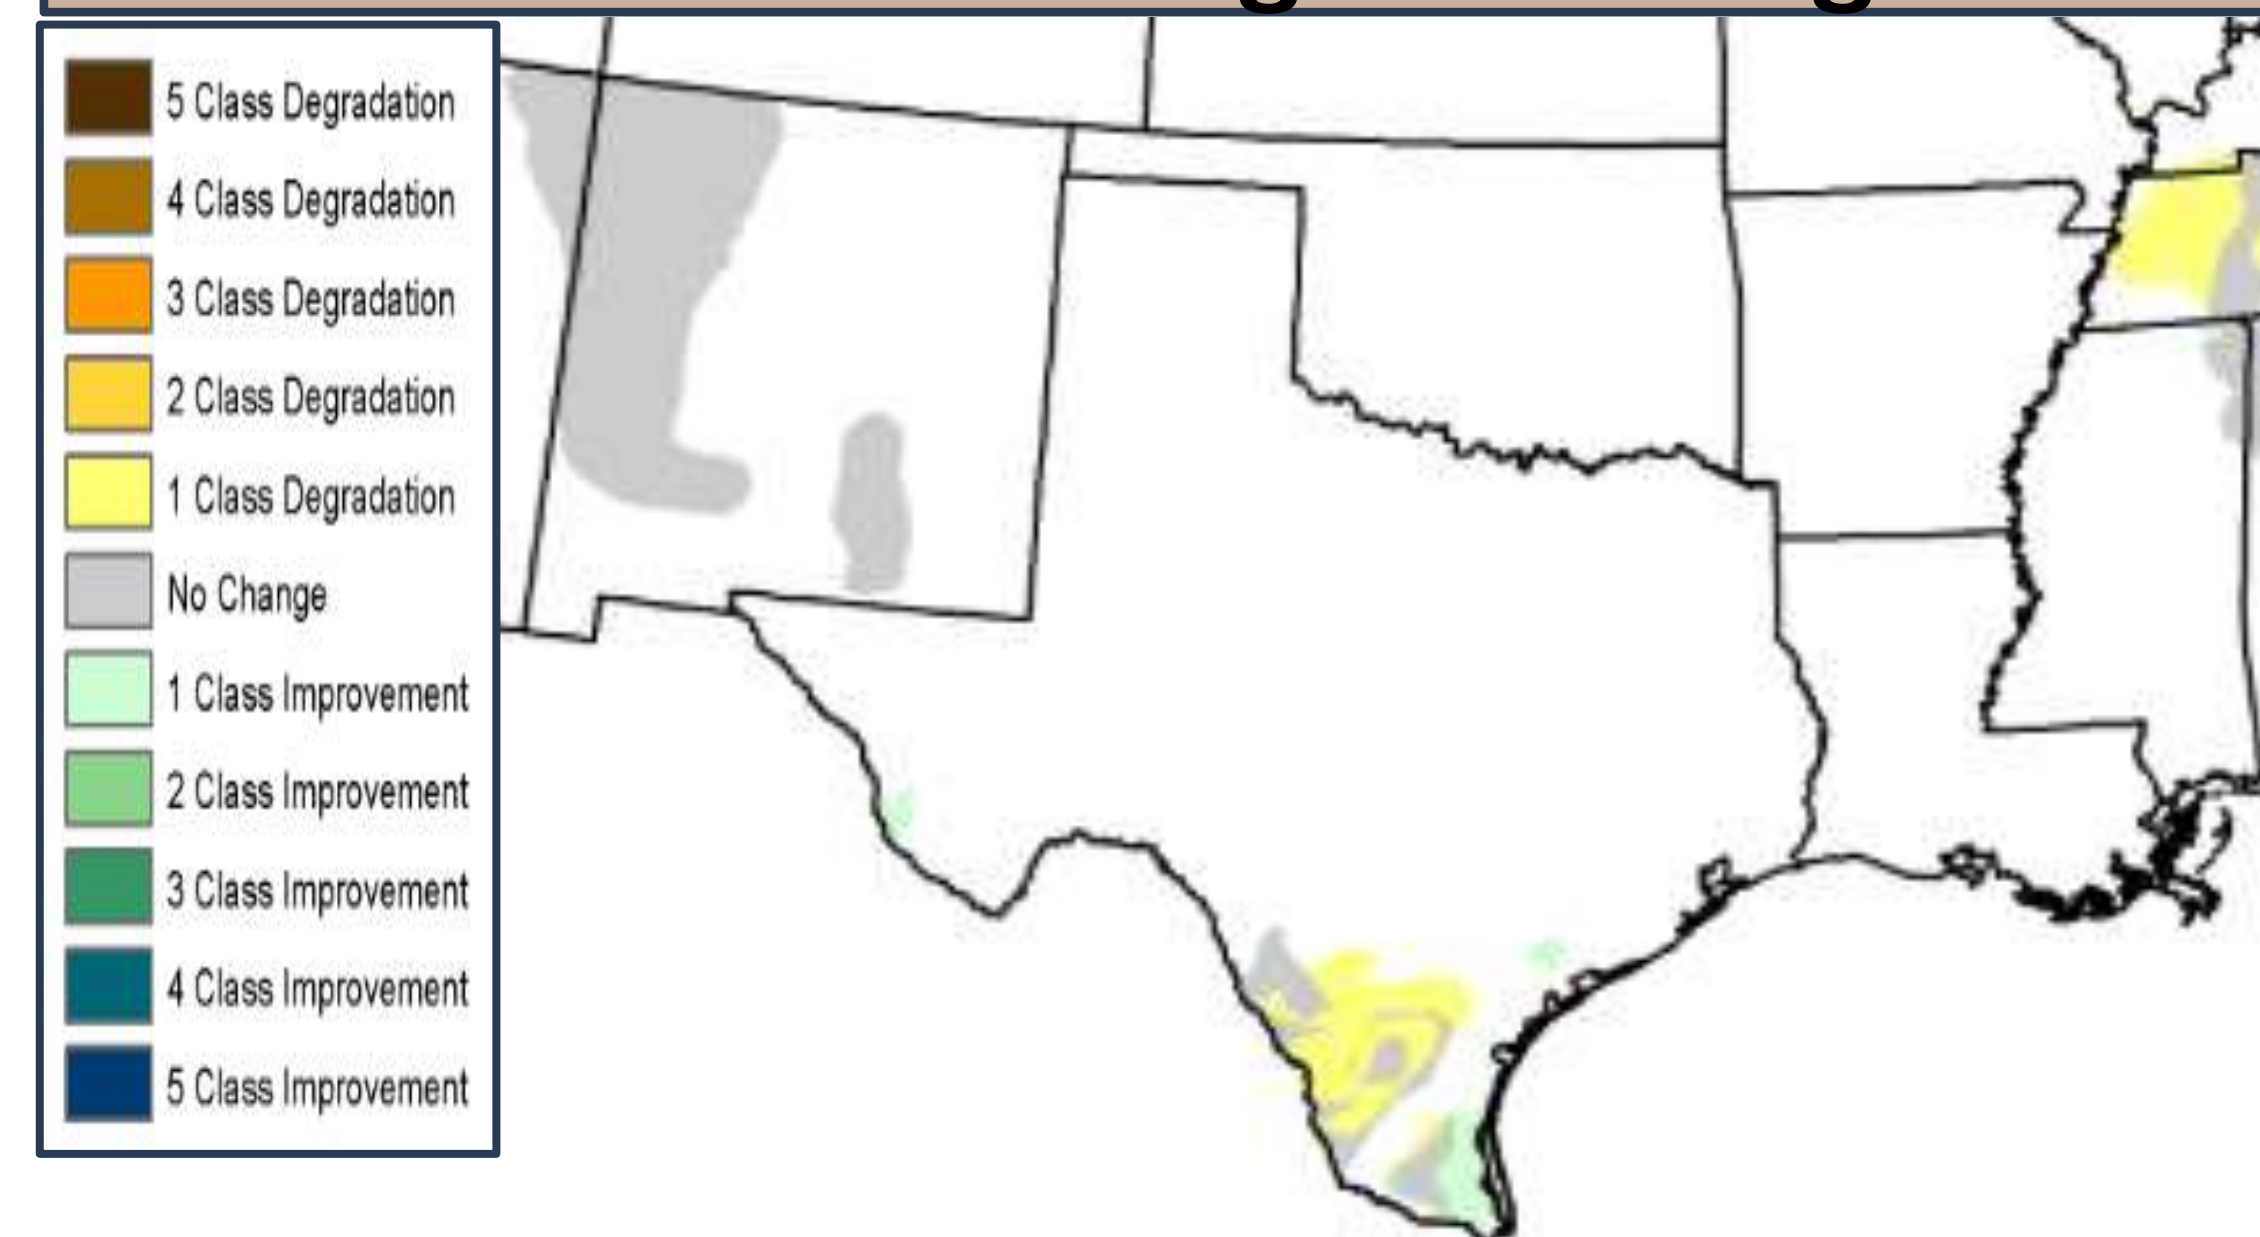 5 Class Degradation
4 Class Degradation
3 Class Degradation
2 Class Degradation
1 Class Degradation
No Change
1 Class Improvement
2 Class Improvement
3 Class Improvement
4 Class Improvement
5 Class Improvement